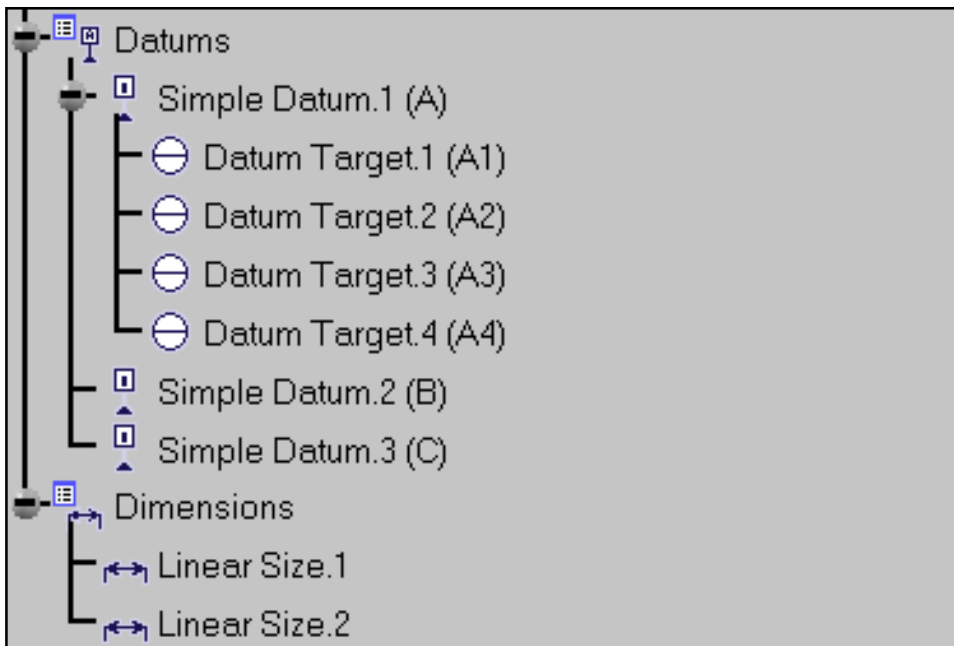 Datums
Simple Datum.1 (A)
Datum Target.1 (A1)
Datum Target.2 (A2)
Datum Target.3 (A3)
Datum Target.4 (A4)
Simple Datum.2 (B)
Simple Datum.3 (C)
Dimensions
Linear Size.1
Linear Size.2